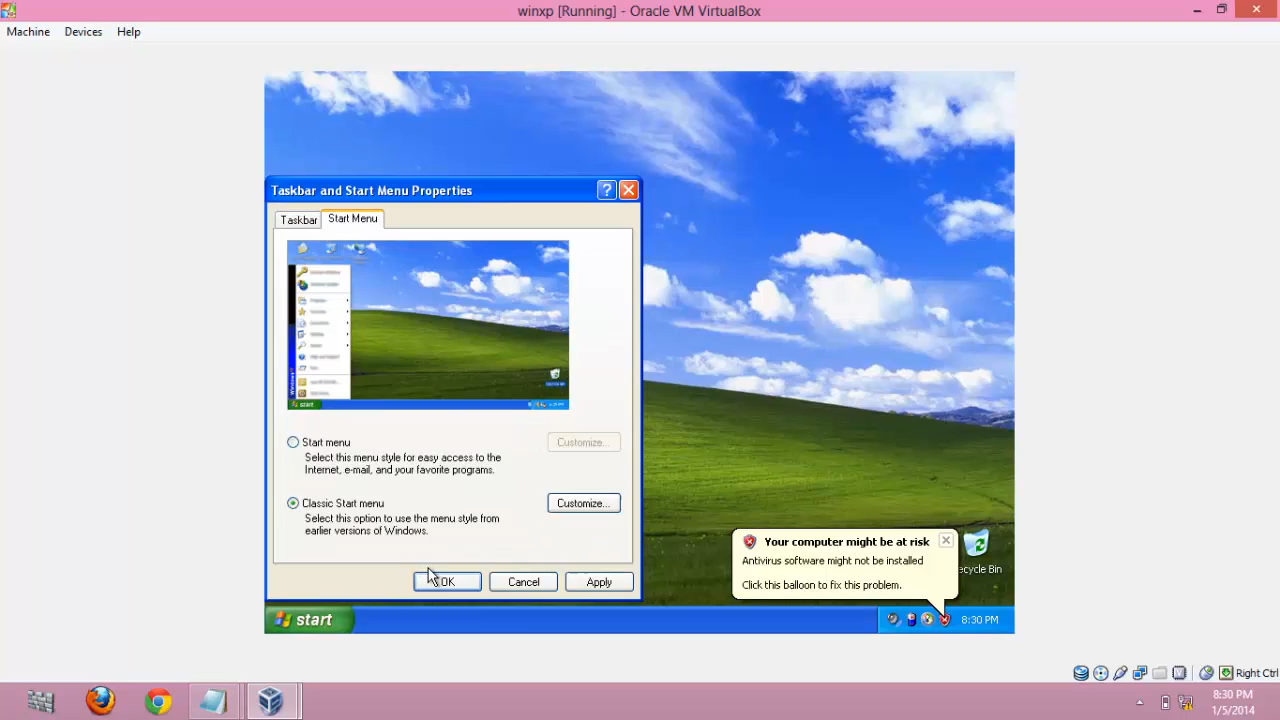 winxp [Running] - Oracle VM VirtualBox
Machine Devices Help
Taskbar and Start Menu Properties
Taskbar Start Menu
start
Start menu
Customize...
Select this menu style for easy access to the
Internet, e-mail, and your favorite programs.
Classic Start menu
Customize...
Select this option to use the menu style from
earlier versions of Windows.
OK Cancel Apply
Your computer might be at risk
Antivirus software might not be installed
Click this balloon to fix this problem.
ecycle Bin
start
8:30 PM
Right Ctrl
8:30 PM
1/5/2014